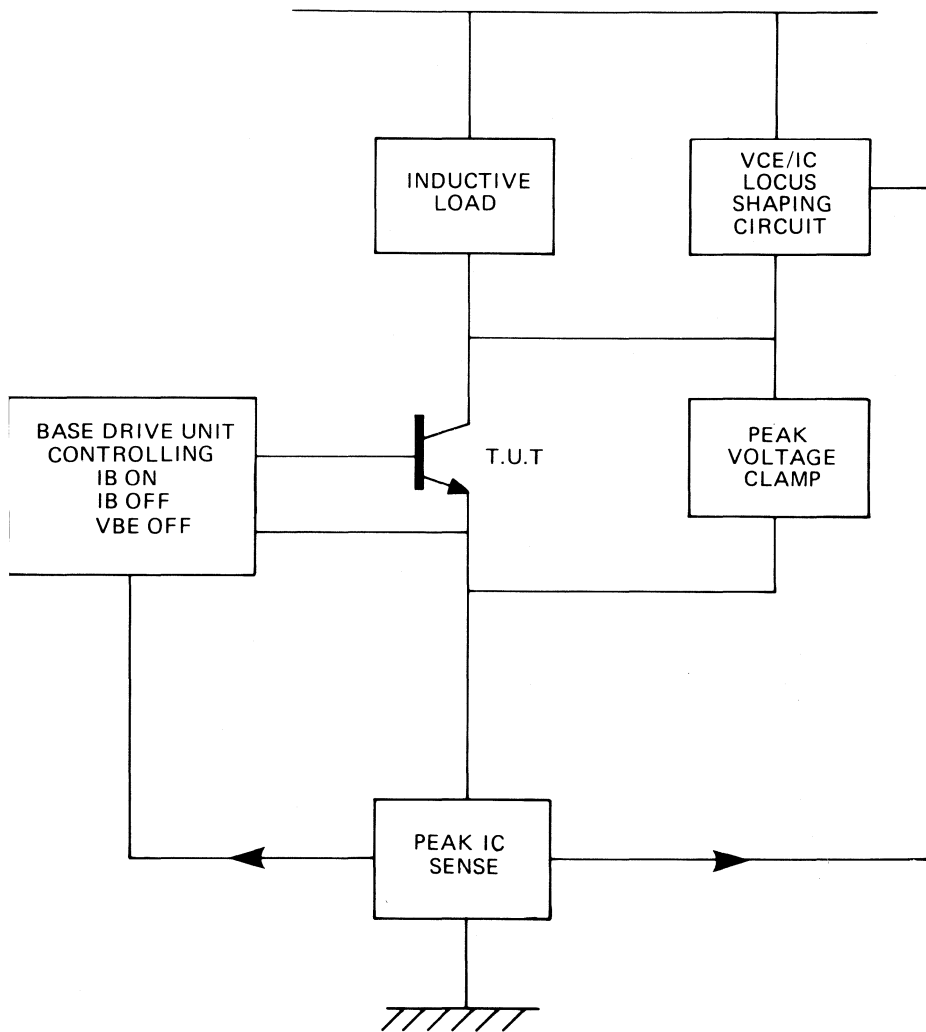 INDUCTIVE
LOAD
VCE/IC
LOCUS
SHAPING
CIRCUIT
BASE DRIVE UNIT
CONTROLLING
IB ON
IB OFF
VBE OFF
T.U.T
PEAK
VOLTAGE
CLAMP
PEAK IC
SENSE